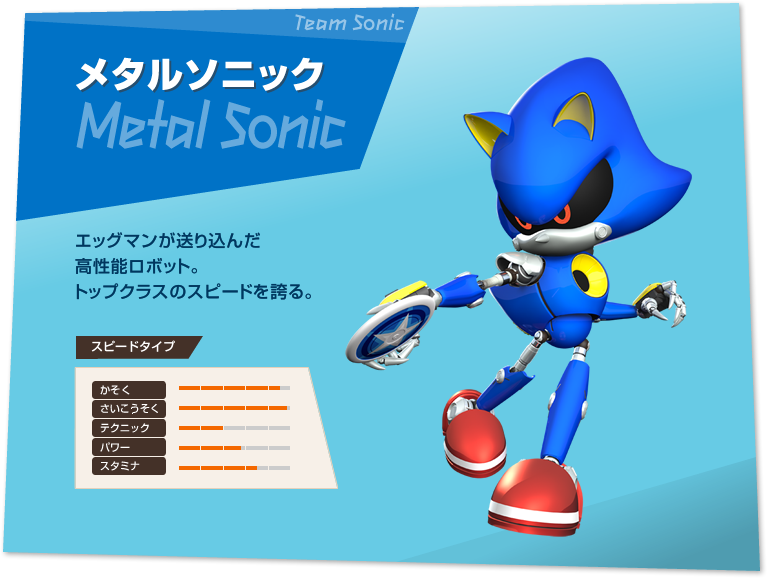 Team Sonic
メタルソニック
Metal Sonic
エッグマンが送り込んだ
高性能ロボット。
トップクラスのスピードを誇る。
スピードタイプ
かそく
さいこうそく
テクニック
パワー
スタミナ